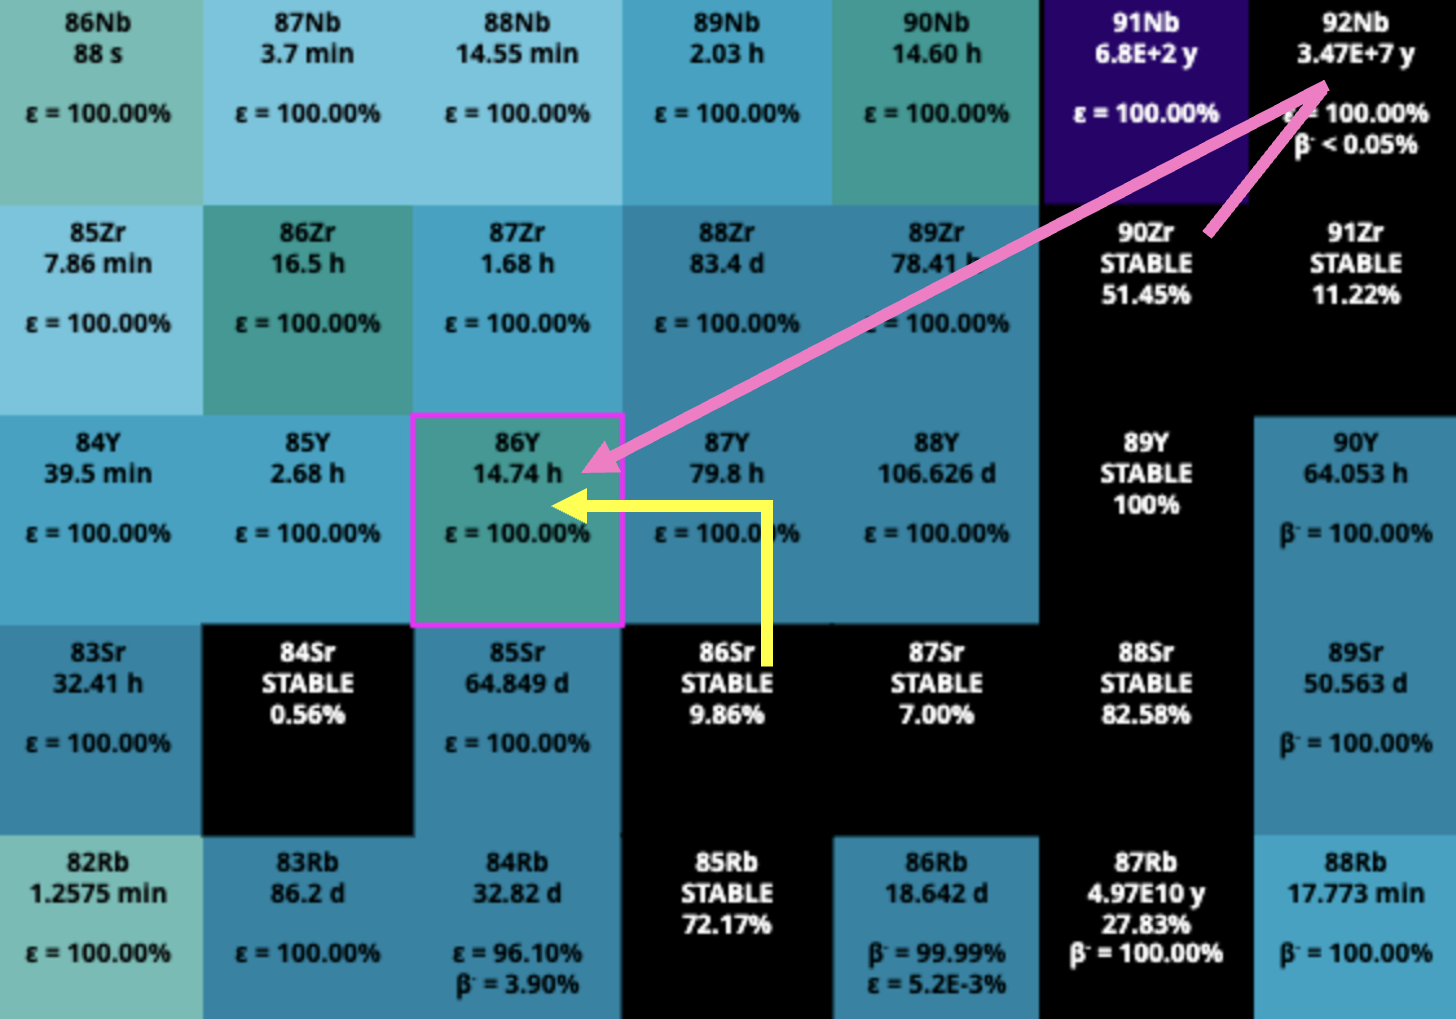 86Nb
88 s
ε = 100.00%
87Nb
3.7 min
ε = 100.00%
88Nb
14.55 min
ε = 100.00%
89Nb
2.03 h
ε = 100.00%
90Nb
14.60 h
ε = 100.00%
91Nb
6.8E+2 y
ε = 100.00%
92Nb
3.47E+7 y
ε = 100.00%
β⁻ < 0.05%
85Zr
7.86 min
ε = 100.00%
86Zr
16.5 h
ε = 100.00%
87Zr
1.68 h
ε = 100.00%
88Zr
83.4 d
ε = 100.00%
89Zr
78.41 h
ε = 100.00%
90Zr
STABLE
51.45%
91Zr
STABLE
11.22%
84Y
39.5 min
ε = 100.00%
85Y
2.68 h
ε = 100.00%
86Y
14.74 h
ε = 100.00%
87Y
79.8 h
ε = 100.00%
88Y
106.626 d
ε = 100.00%
89Y
STABLE
100%
90Y
64.053 h
β⁻ = 100.00%
83Sr
32.41 h
ε = 100.00%
84Sr
STABLE
0.56%
85Sr
64.849 d
ε = 100.00%
86Sr
STABLE
9.86%
87Sr
STABLE
7.00%
88Sr
STABLE
82.58%
89Sr
50.563 d
β⁻ = 100.00%
82Rb
1.2575 min
ε = 100.00%
83Rb
86.2 d
ε = 100.00%
84Rb
32.82 d
ε = 96.10%
β⁻ = 3.90%
85Rb
STABLE
72.17%
86Rb
18.642 d
β⁻ = 99.99%
ε = 5.2E-3%
87Rb
4.97E10 y
27.83%
β⁻ = 100.00%
88Rb
17.773 min
β⁻ = 100.00%